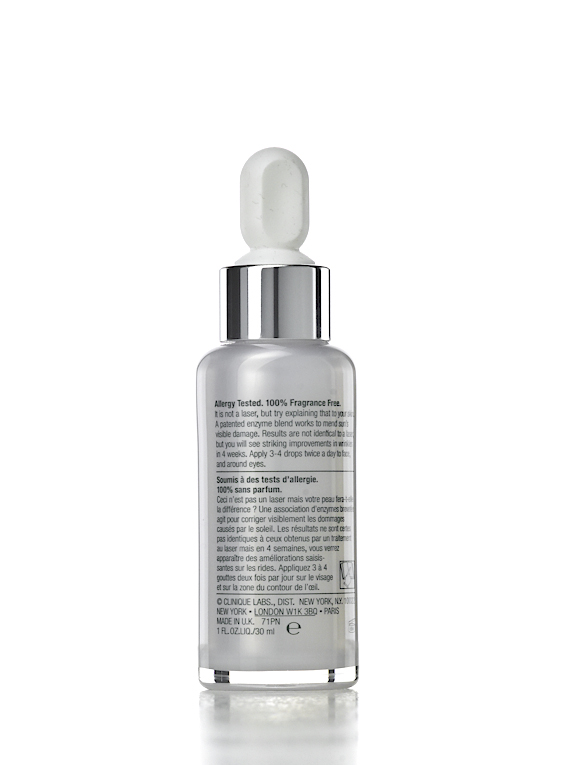 Allergy Tested. 100% Fragrance Free.
It is not a laser, but try explaining that to your
A patented enzyme blend works to mend
visible damage. Results are not identical to a
but you will see striking improvements in
in 4 weeks. Apply 3-4 drops twice a day to face,
and around eyes.
Soumis à des tests d'allergie.
100% sans parfum.
Ceci n'est pas un laser mais votre peau
la différence ? Une association d'enzymes
agit pour corriger visiblement les dommages
causés par le soleil. Les résultats ne sont
pas identiques à ceux obtenus par un traitement
au laser mais en 4 semaines, vous verrez
apparaître des améliorations saisis-
santes sur les rides. Appliquez 3 à 4
gouttes deux fois par jour sur le visage
et sur la zone du contour de l'œil.
© CLINIQUE LABS., DIST. NEW YORK, N.Y.
NEW YORK • LONDON W1K 3BQ • PARIS
MADE IN U.K. 71PN
1 FL.OZ.LIQ./30 ml ℮